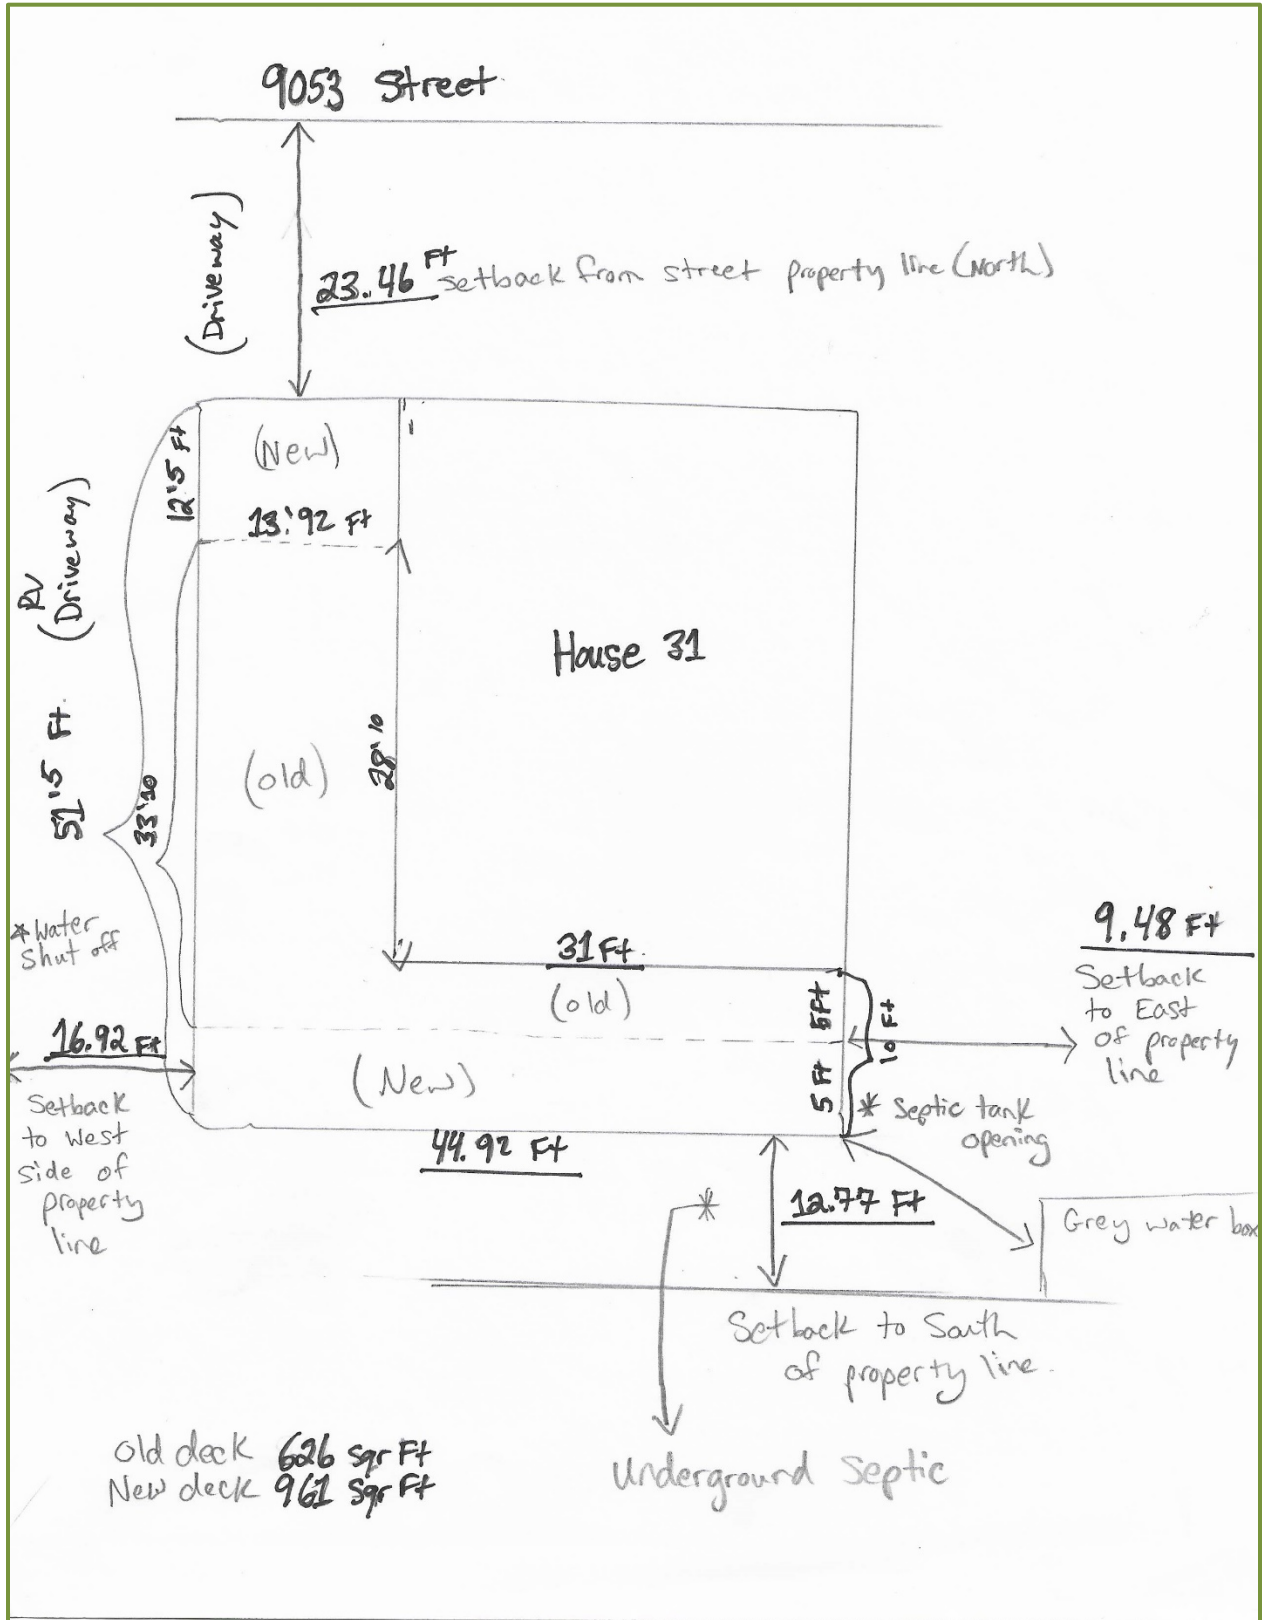 9053 Street
(Driveway)
23.46 Ft setback from street property line (North)
(New)
12'5 Ft
13'92 Ft
RV
(Driveway)
House 31
51'5 Ft.
33'10
(old)
28'10
*Water
Shut off
31 Ft
(old)
5Ft
10 Ft
9.48 Ft
Setback
to East
of property
line
16.92 Ft
Setback
to West
side of
property
line
(New)
5 Ft
* Septic tank
opening
44.92 Ft
*
12.77 Ft
Grey water box
Setback to South
of property line.
old deck 626 Sqr Ft
New deck 961 Sqr Ft
Underground Septic